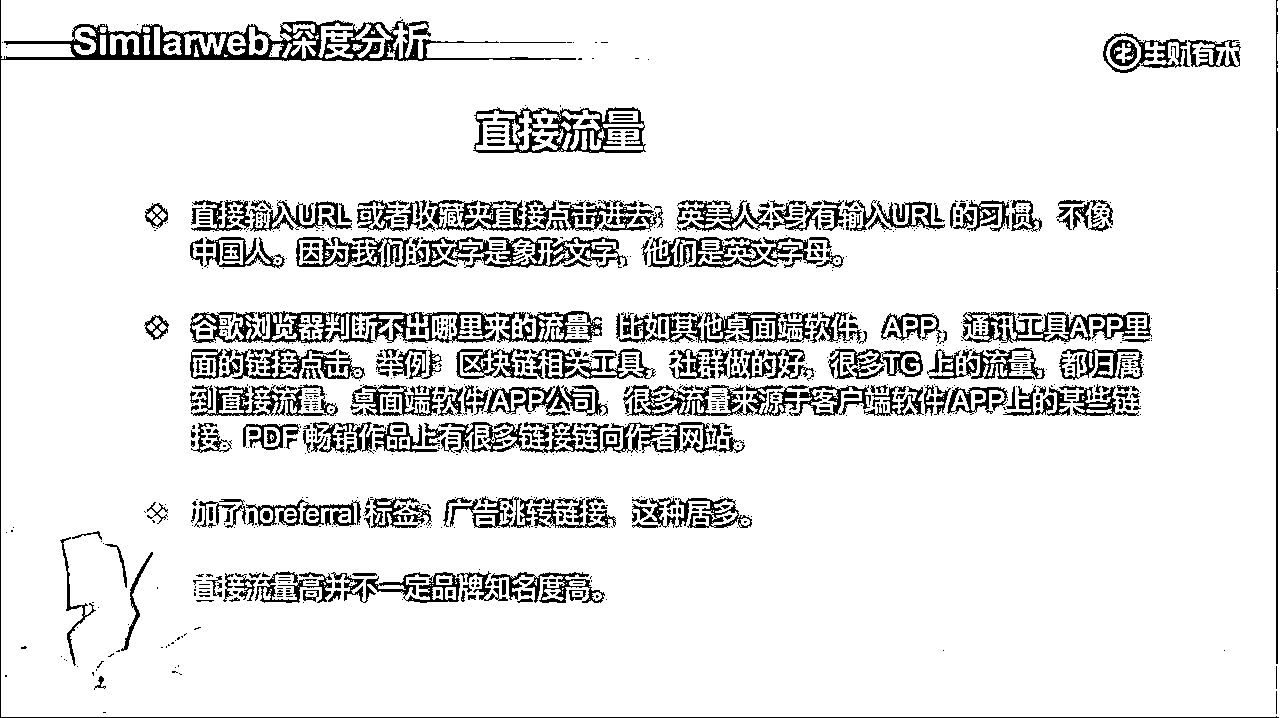 Similarweb 深度分析
生财有术
直接流量
直接输入URL 或者收藏夹直接点击进去：英美人本身有输入URL 的习惯，不像
中国人。因为我们的文字是象形文字，他们是英文字母。
谷歌浏览器判断不出哪里来的流量：比如其他桌面端软件，APP，通讯工具APP里
面的链接点击。举例：区块链相关工具，社群做的好，很多TG 上的流量，都归属
到直接流量。桌面端软件/APP公司，很多流量来源于客户端软件/APP上的某些链
接。PDF 畅销作品上有很多链接链向作者网站。
加了noreferral 标签：广告跳转链接，这种居多。
直接流量高并不一定品牌知名度高。